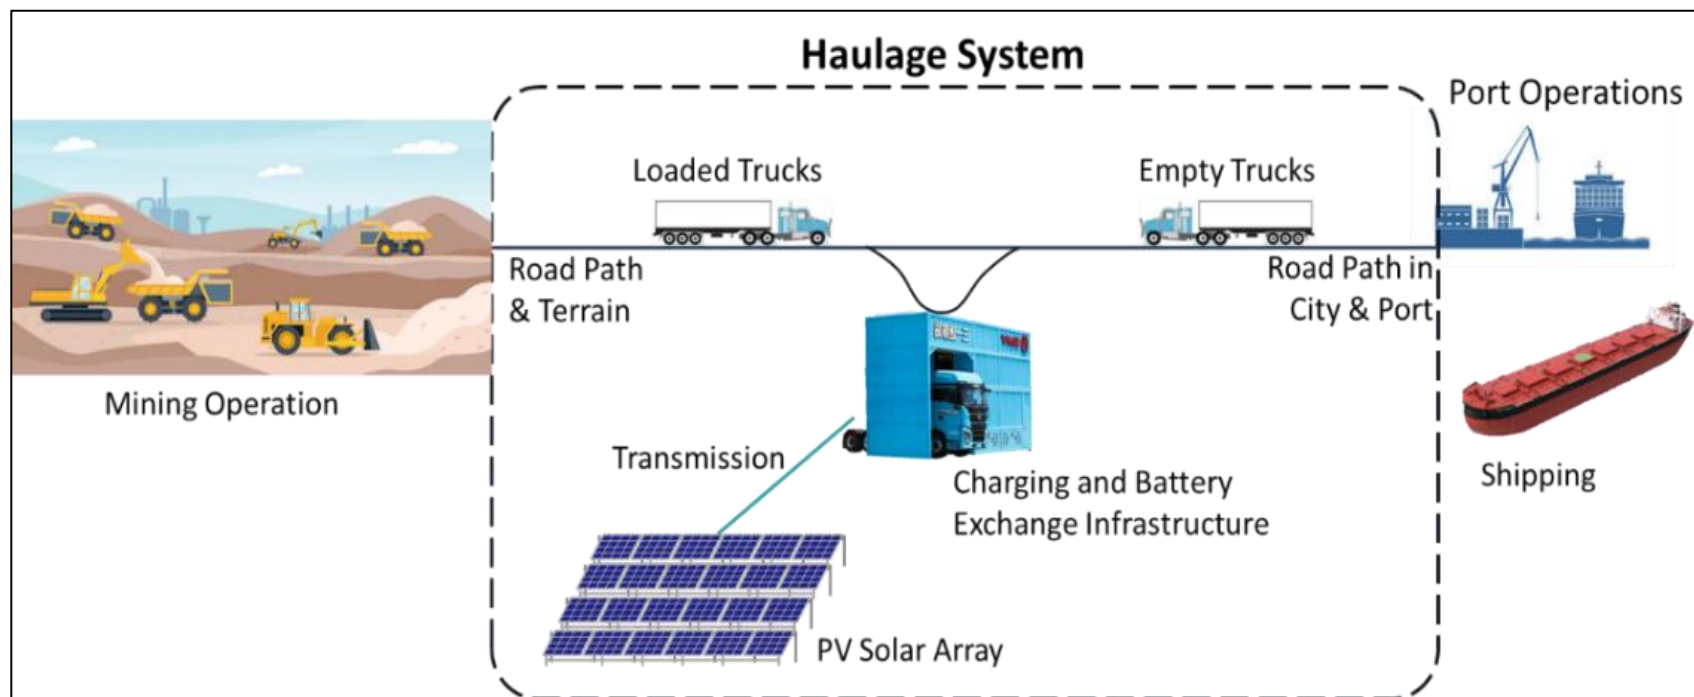 Haulage System
Port Operations
Loaded Trucks
Empty Trucks
Road Path
& Terrain
Road Path in
City & Port
Mining Operation
Transmission
Charging and Battery
Exchange Infrastructure
Shipping
PV Solar Array